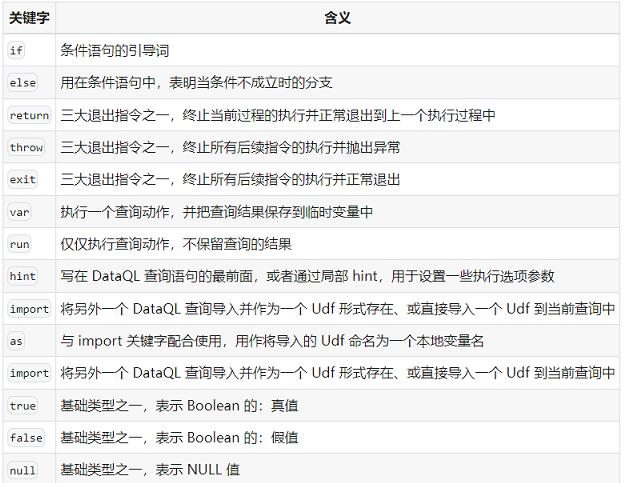 关键字 含义
if 条件语句的引导词
else 用在条件语句中，表明当条件不成立时的分支
return 三大退出指令之一，终止当前过程的执行并正常退出到上一个执行过程中
throw 三大退出指令之一，终止所有后续指令的执行并抛出异常
exit 三大退出指令之一，终止所有后续指令的执行并正常退出
var 执行一个查询动作，并把查询结果保存到临时变量中
run 仅仅执行查询动作，不保留查询的结果
hint 写在 DataQL 查询语句的最前面，或者通过局部 hint，用于设置一些执行选项参数
import 将另外一个 DataQL 查询导入并作为一个 Udf 形式存在、或直接导入一个 Udf 到当前查询中
as 与 import 关键字配合使用，用作将导入的 Udf 命名为一个本地变量名
import 将另外一个 DataQL 查询导入并作为一个 Udf 形式存在、或直接导入一个 Udf 到当前查询中
true 基础类型之一，表示 Boolean 的：真值
false 基础类型之一，表示 Boolean 的：假值
null 基础类型之一，表示 NULL 值